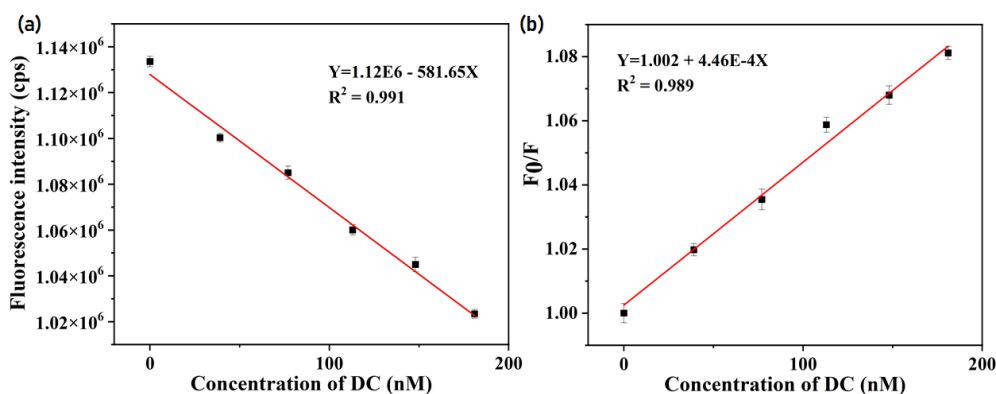 (a)
1.14×10⁶
1.12×10⁶
1.10×10⁶
1.08×10⁶
1.06×10⁶
1.04×10⁶
1.02×10⁶
Fluorescence intensity (cps)
Y=1.12E6 - 581.65X
R² = 0.991
0
100
200
Concentration of DC (nM)
(b)
1.08
1.06
1.04
1.02
1.00
F0/F
Y=1.002 + 4.46E-4X
R² = 0.989
0
100
200
Concentration of DC (nM)